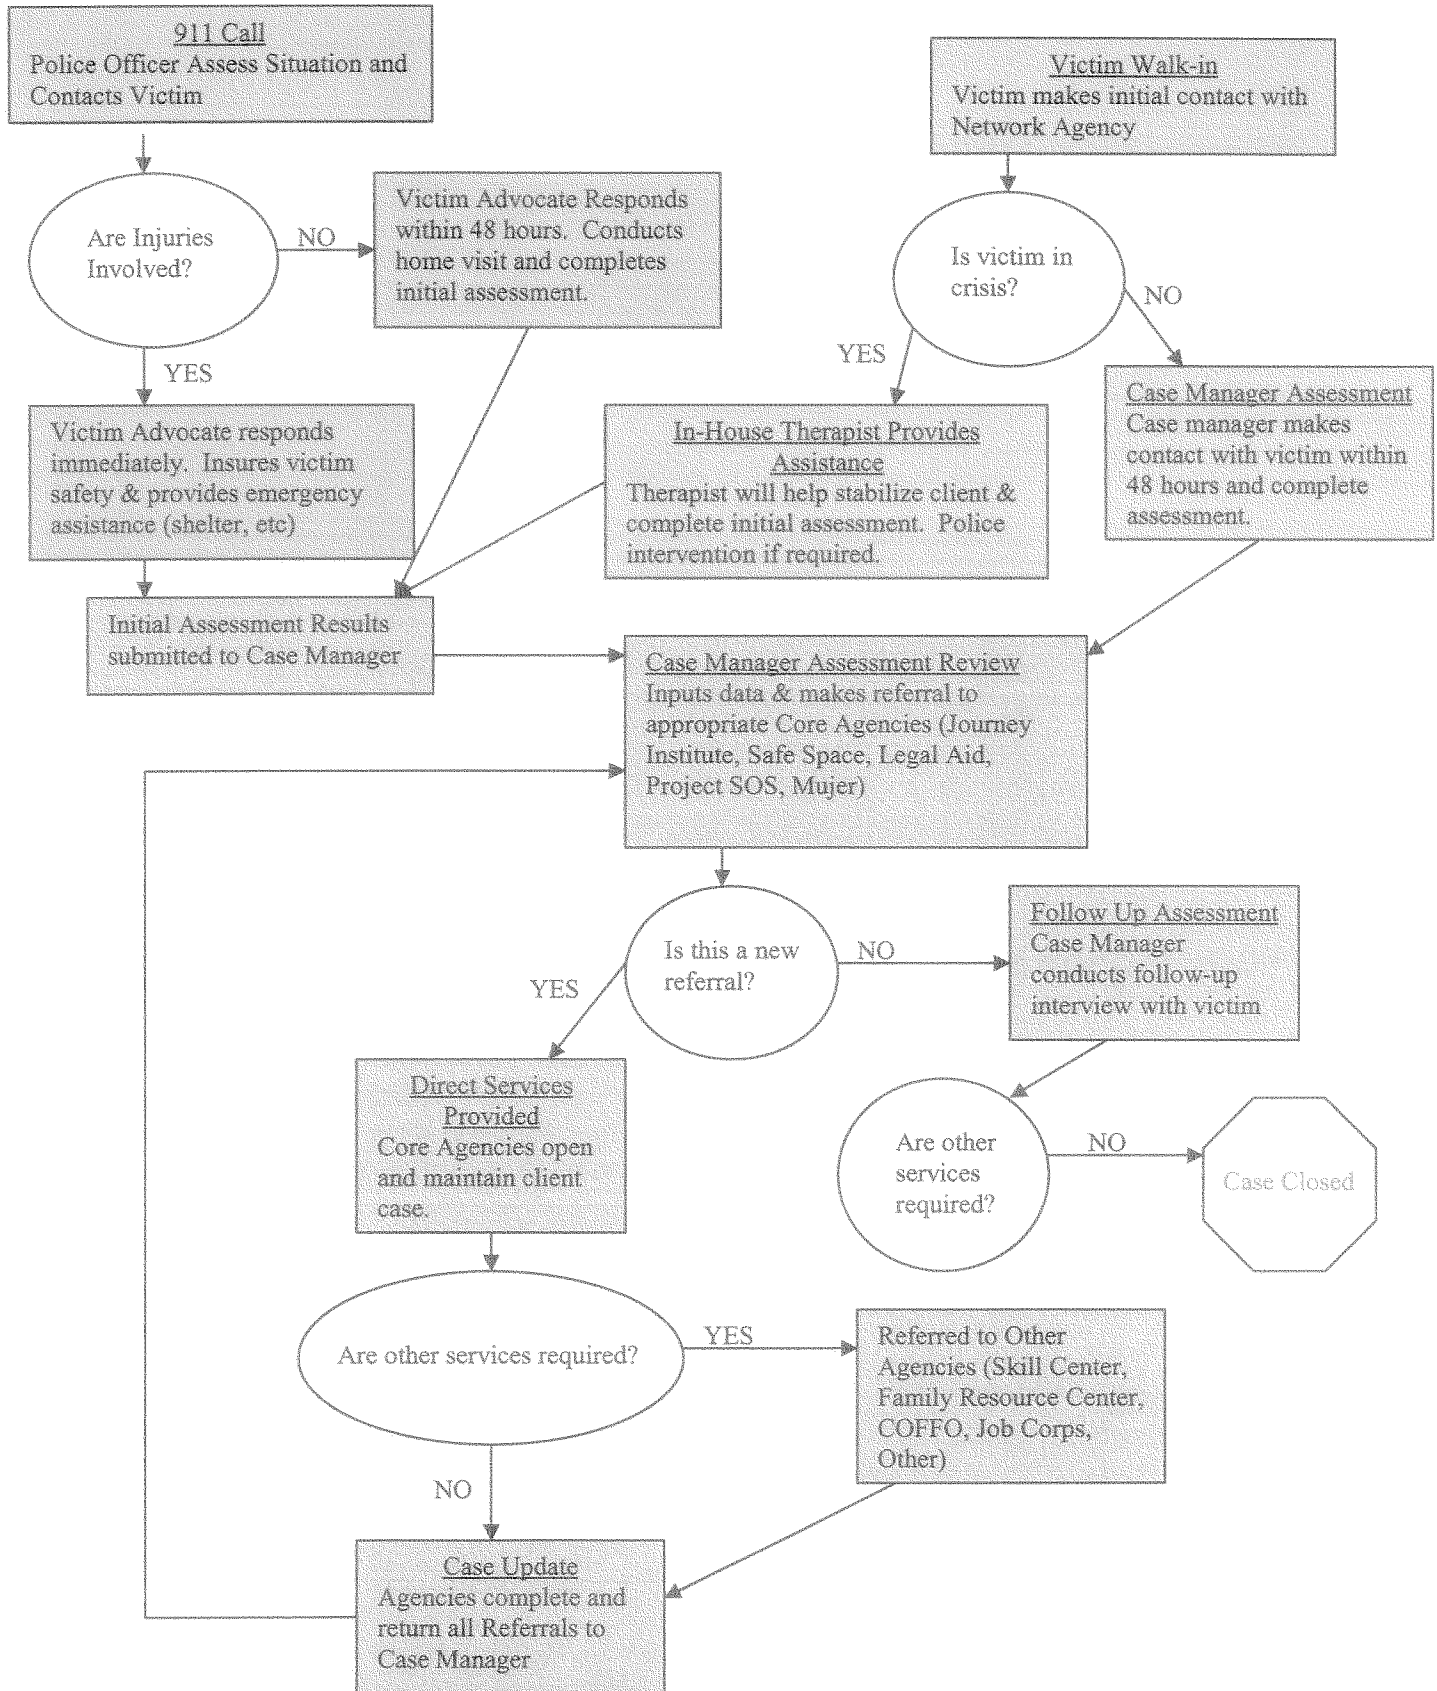 911 Call
Police Officer Assess Situation and
Contacts Victim
Victim Walk-in
Victim makes initial contact with
Network Agency
Are Injuries
Involved?
NO
Victim Advocate Responds
within 48 hours. Conducts
home visit and completes
initial assessment.
Is victim in
crisis?
NO
YES
YES
Victim Advocate responds
immediately. Insures victim
safety & provides emergency
assistance (shelter, etc)
In-House Therapist Provides
Assistance
Therapist will help stabilize client &
complete initial assessment. Police
intervention if required.
Case Manager Assessment
Case manager makes
contact with victim within
48 hours and complete
assessment.
Initial Assessment Results
submitted to Case Manager
Case Manager Assessment Review
Inputs data & makes referral to
appropriate Core Agencies (Journey
Institute, Safe Space, Legal Aid,
Project SOS, Mujer)
Is this a new
referral?
NO
YES
Follow Up Assessment
Case Manager
conducts follow-up
interview with victim
Direct Services
Provided
Core Agencies open
and maintain client
case.
Are other
services
required?
NO
Case Closed
Are other services required?
YES
Referred to Other
Agencies (Skill Center,
Family Resource Center,
COFFO, Job Corps,
Other)
NO
Case Update
Agencies complete and
return all Referrals to
Case Manager